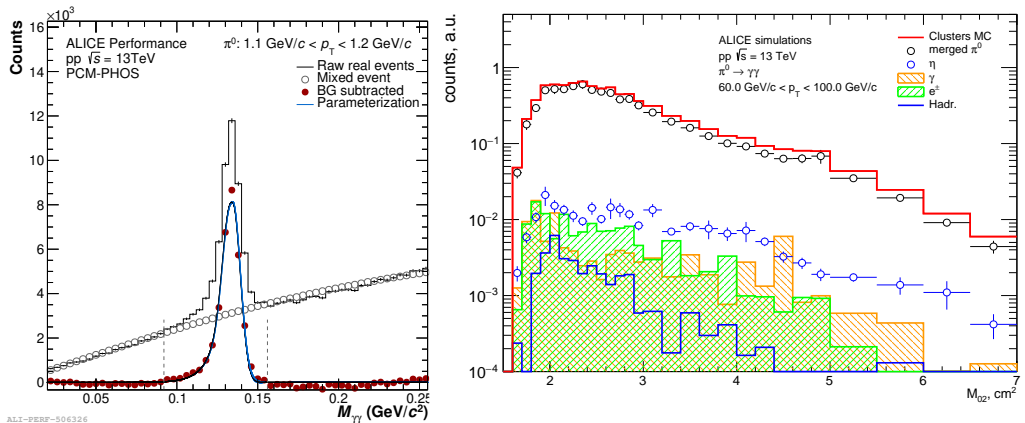 ×10³
Counts
16
14
12
10
8
6
4
2
0
ALICE Performance
pp √s = 13TeV
PCM-PHOS
π⁰: 1.1 GeV/c < p_T < 1.2 GeV/c
Raw real events
Mixed event
BG subtracted
Parameterization
0.05 0.1 0.15 0.2 0.25
M_γγ (GeV/c²)
ALI-PERF-506326
counts, a.u.
1
10⁻¹
10⁻²
10⁻³
10⁻⁴
ALICE simulations
pp √s = 13 TeV
π⁰ → γγ
60.0 GeV/c < p_T < 100.0 GeV/c
Clusters MC
merged π⁰
η
γ
e±
Hadr.
2 3 4 5 6 7
M₀₂, cm²